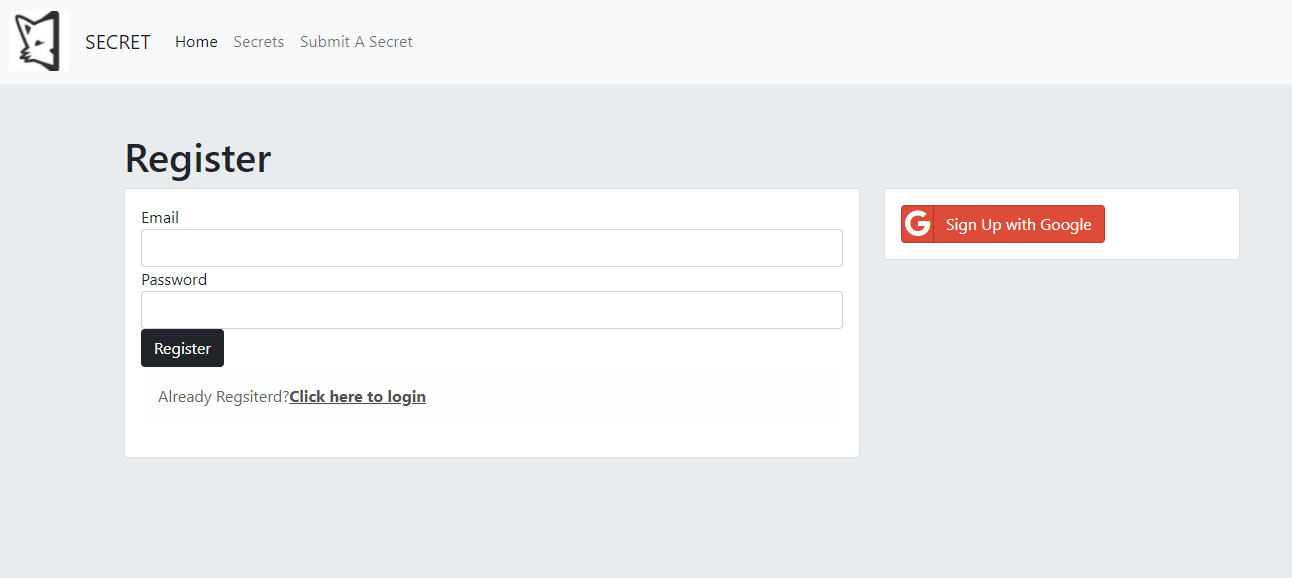 SECRET Home Secrets Submit A Secret
Register
Email
Password
Register
Already Regsiterd?Click here to login
G Sign Up with Google